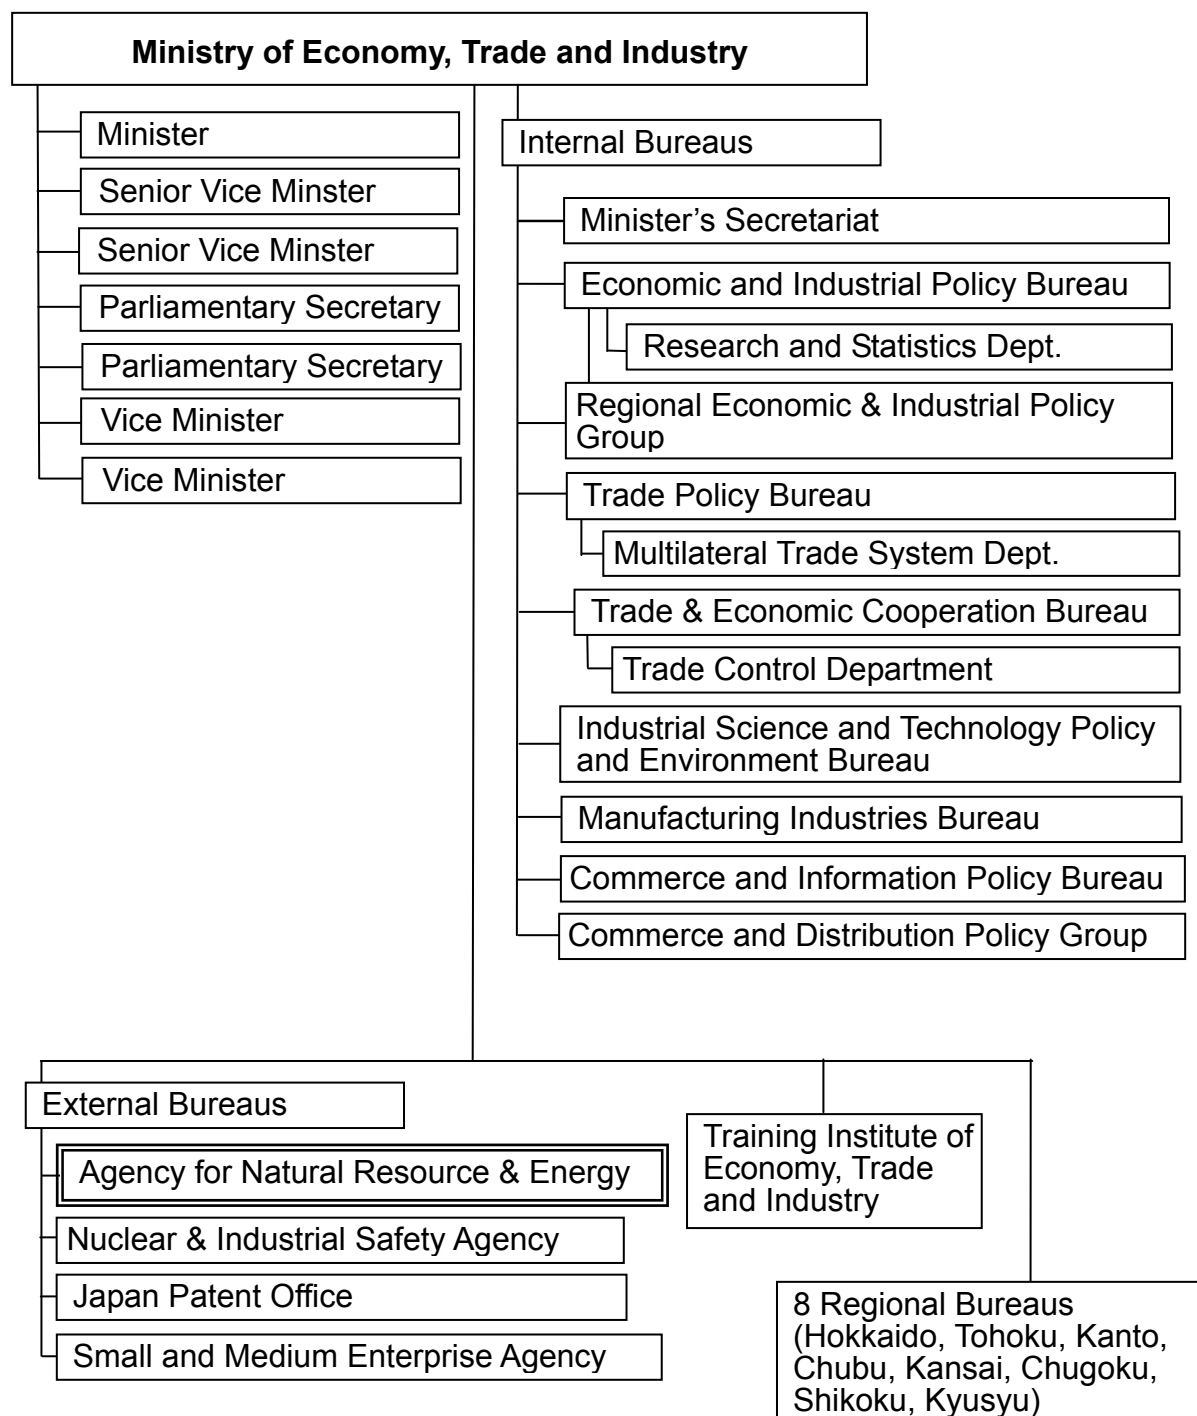 Ministry of Economy, Trade and Industry
Minister
Senior Vice Minster
Senior Vice Minster
Parliamentary Secretary
Parliamentary Secretary
Vice Minister
Vice Minister
Internal Bureaus
Minister's Secretariat
Economic and Industrial Policy Bureau
Research and Statistics Dept.
Regional Economic & Industrial Policy
Group
Trade Policy Bureau
Multilateral Trade System Dept.
Trade & Economic Cooperation Bureau
Trade Control Department
Industrial Science and Technology Policy
and Environment Bureau
Manufacturing Industries Bureau
Commerce and Information Policy Bureau
Commerce and Distribution Policy Group
External Bureaus
Agency for Natural Resource & Energy
Nuclear & Industrial Safety Agency
Japan Patent Office
Small and Medium Enterprise Agency
Training Institute of
Economy, Trade
and Industry
8 Regional Bureaus
(Hokkaido, Tohoku, Kanto,
Chubu, Kansai, Chugoku,
Shikoku, Kyusyu)